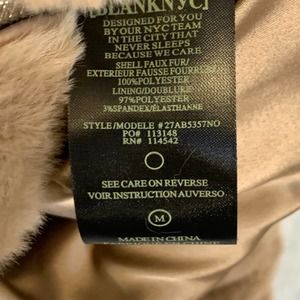 [BLANKNYC]
DESIGNED FOR YOU
BY OUR NYC TEAM
IN THE CITY THAT
NEVER SLEEPS
BECAUSE WE CARE
SHELL FAUX FUR/
EXTERIEUR FAUSSE FOURRURE
100%POLYESTER
LINING/DOUBLURE
97%POLYESTER
3%SPANDEX/ÉLASTHANNE
STYLE/MODELE #27AB5357NO
PO# 113148
RN# 114542
SEE CARE ON REVERSE
VOIR INSTRUCTION AUVERSO
M
MADE IN CHINA